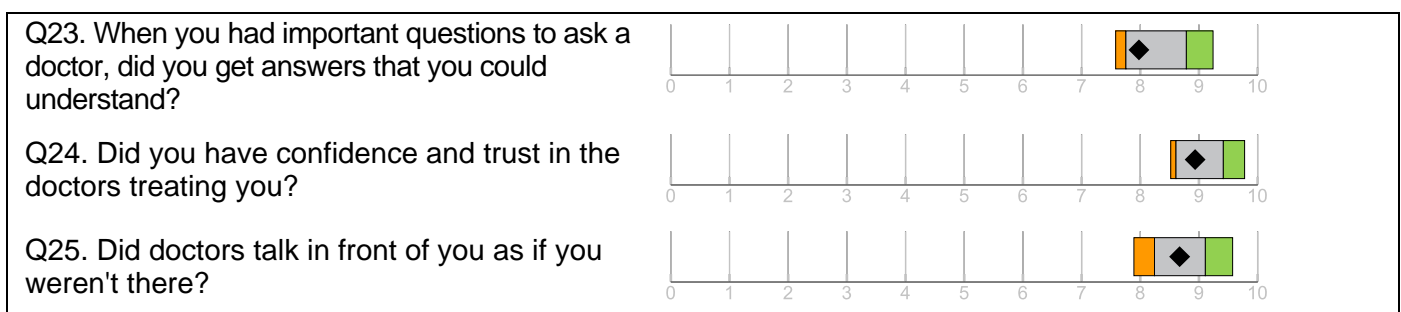 Q23. When you had important questions to ask a
doctor, did you get answers that you could
understand?
0 1 2 3 4 5 6 7 8 9 10
Q24. Did you have confidence and trust in the
doctors treating you?
0 1 2 3 4 5 6 7 8 9 10
Q25. Did doctors talk in front of you as if you
weren't there?
0 1 2 3 4 5 6 7 8 9 10